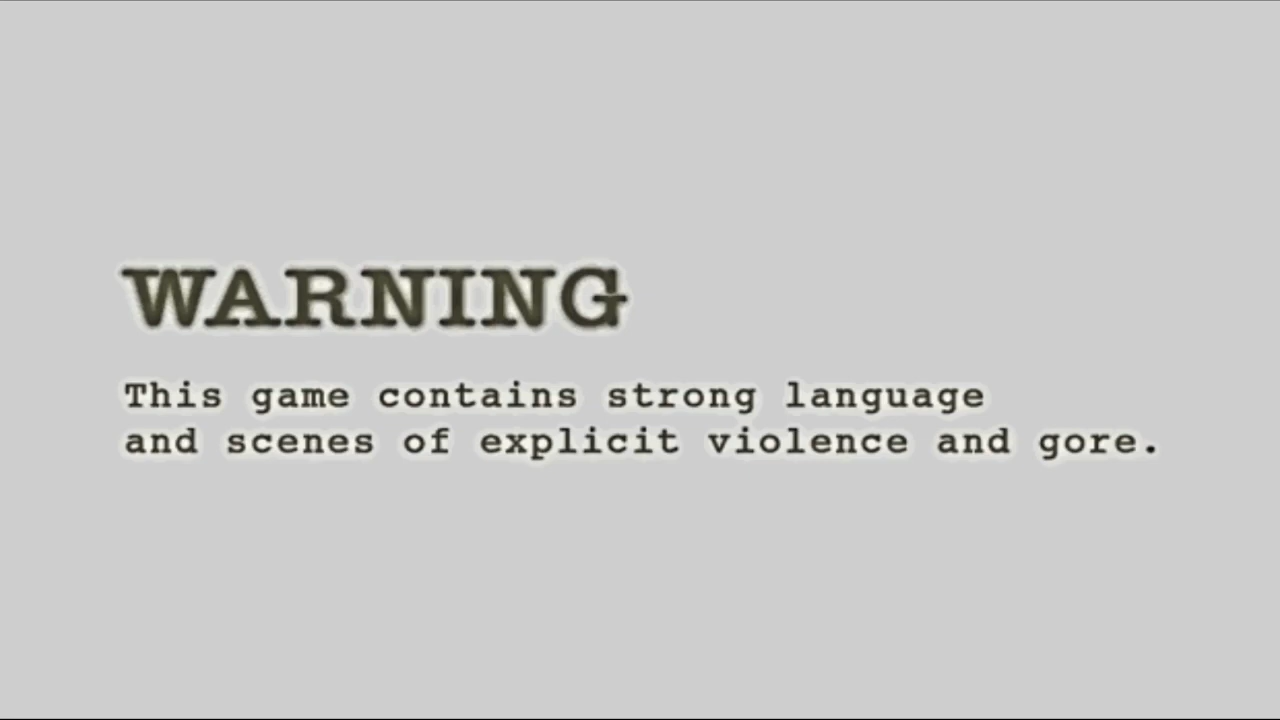 WARNING
This game contains strong language
and scenes of explicit violence and gore.